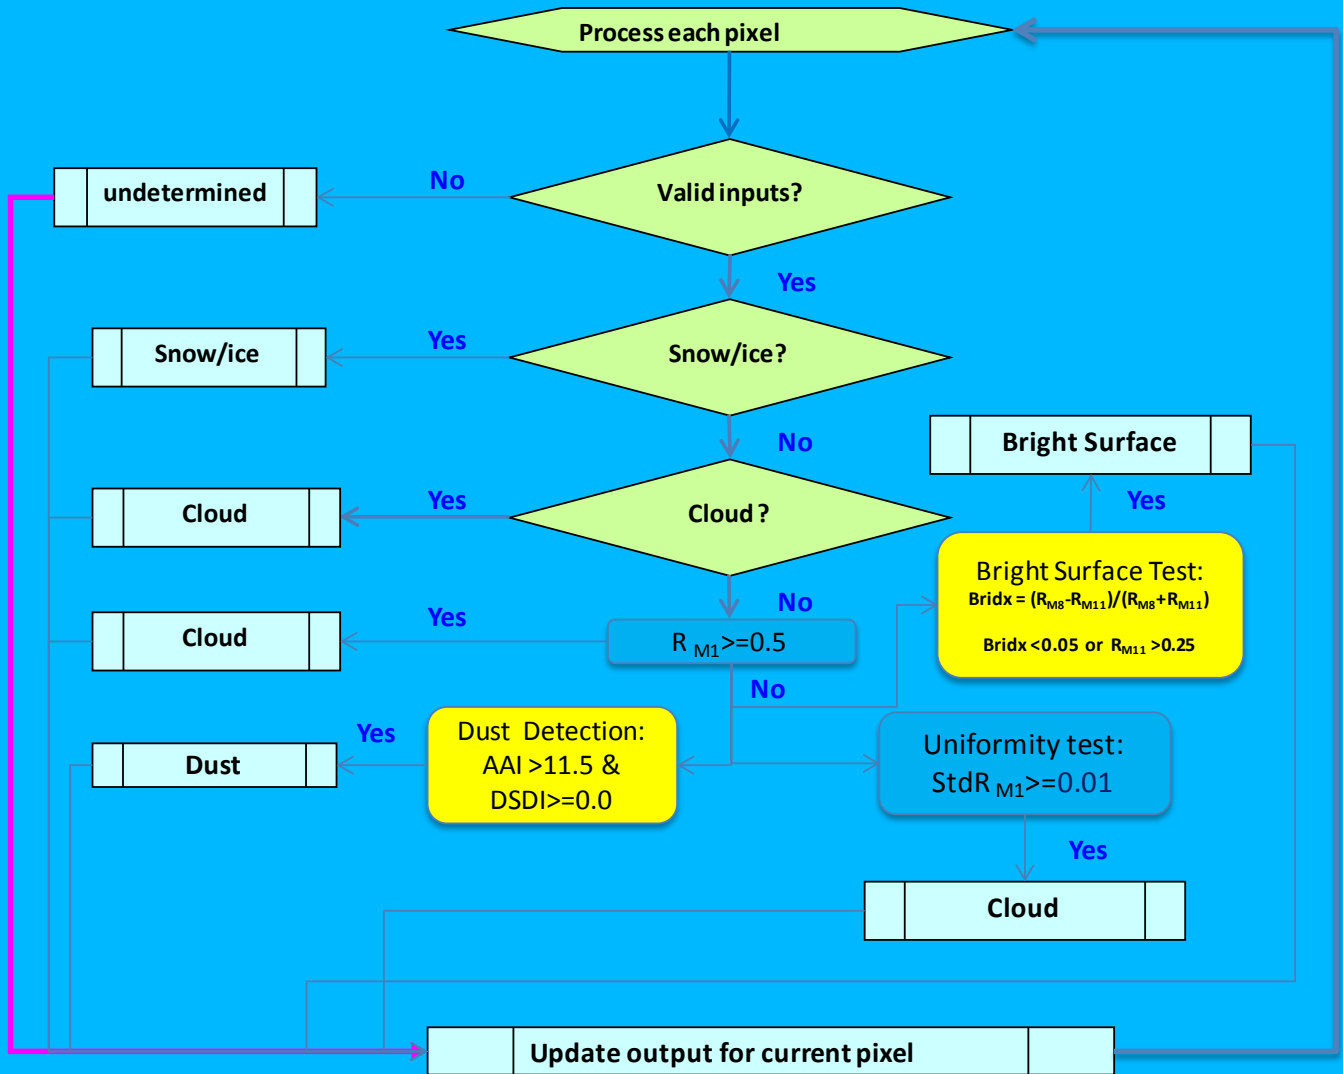 Process each pixel
Valid inputs?
No
undetermined
Yes
Snow/ice?
Yes
Snow/ice
No
Cloud ?
Yes
Cloud
No
R M1>=0.5
Yes
Cloud
No
Bright Surface
Yes
Bright Surface Test:
Bridx = (RM8-RM11)/(RM8+RM11)
Bridx <0.05 or RM11 >0.25
Dust Detection:
AAI >11.5 &
DSDI>=0.0
Yes
Dust
Uniformity test:
StdR M1>=0.01
Yes
Cloud
Update output for current pixel